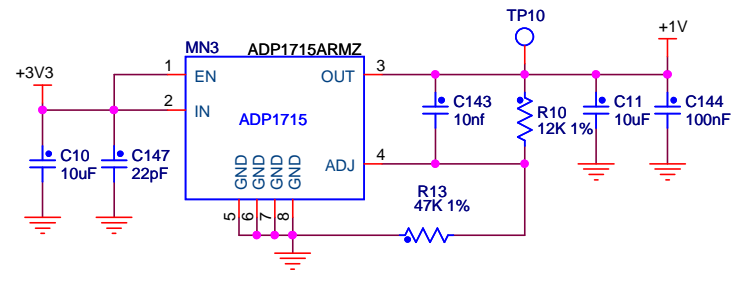 TP10
+1V
MN3
ADP1715ARMZ
+3V3
1
EN
OUT
3
2
IN
C143
10nf
R10
12K 1%
C11
10uF
C144
100nF
ADP1715
C10
10uF
C147
22pF
ADJ
4
GND
GND
GND
GND
R13
47K 1%
5
6
7
8